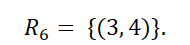 R₆ = {(3, 4)}.